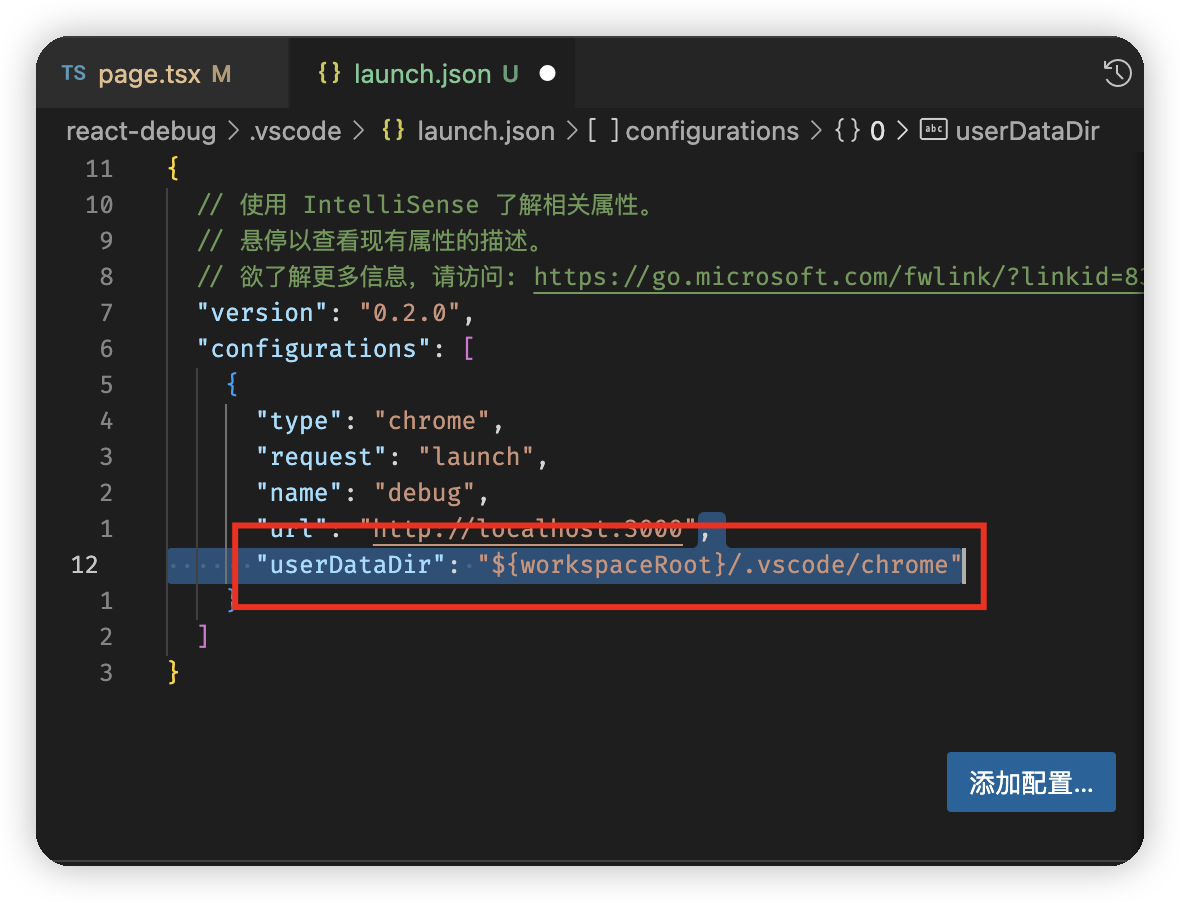 TS page.tsx M {} launch.json U
react-debug > .vscode > {} launch.json > [ ] configurations > {} 0 > abc userDataDir
11 {
10 // 使用 IntelliSense 了解相关属性。
9 // 悬停以查看现有属性的描述。
8 // 欲了解更多信息，请访问: https://go.microsoft.com/fwlink/?linkid=83
7 "version": "0.2.0",
6 "configurations": [
5 {
4 "type": "chrome",
3 "request": "launch",
2 "name": "debug",
1 "url": "http://localhost:3000",
12 "userDataDir": "${workspaceRoot}/.vscode/chrome"
1 }
2 ]
3 }
添加配置...